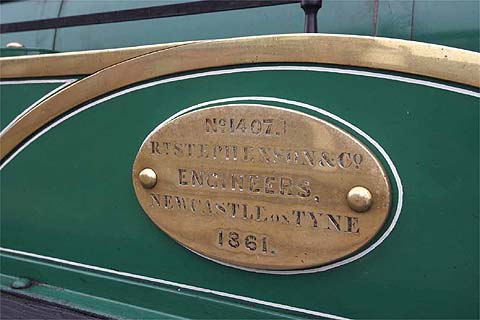 No 1407.
RT STEPHENSON & Co
ENGINEERS,
NEWCASTLE ON TYNE
1861.